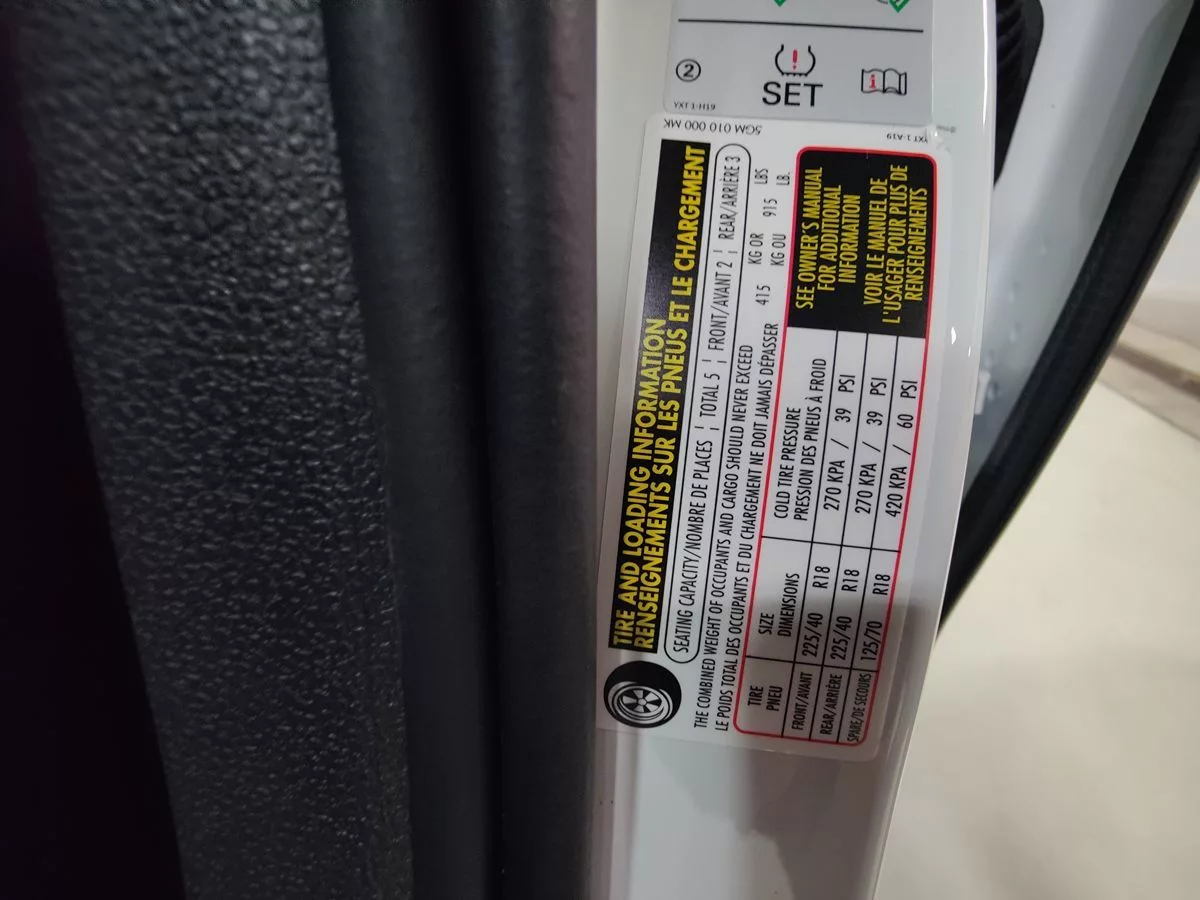 ②
SET
YXT 1-H19
5GM 010 000 MK
YXT 1-A19
TIRE AND LOADING INFORMATION
RENSEIGNEMENTS SUR LES PNEUS ET LE CHARGEMENT
SEATING CAPACITY/NOMBRE DE PLACES ¦ TOTAL 5 ¦ FRONT/AVANT 2 ¦ REAR/ARRIÈRE 3
THE COMBINED WEIGHT OF OCCUPANTS AND CARGO SHOULD NEVER EXCEED 415 KG OR 915 LBS
LE POIDS TOTAL DES OCCUPANTS ET DU CHARGEMENT NE DOIT JAMAIS DÉPASSER KG OU LB.
TIRE SIZE COLD TIRE PRESSURE
PNEU DIMENSIONS PRESSION DES PNEUS À FROID
FRONT/AVANT 225/40 R18 270 KPA / 39 PSI
REAR/ARRIÈRE 225/40 R18 270 KPA / 39 PSI
SPARE/DE SECOURS 125/70 R18 420 KPA / 60 PSI
SEE OWNER'S MANUAL
FOR ADDITIONAL
INFORMATION
VOIR LE MANUEL DE
L'USAGER POUR PLUS DE
RENSEIGNEMENTS